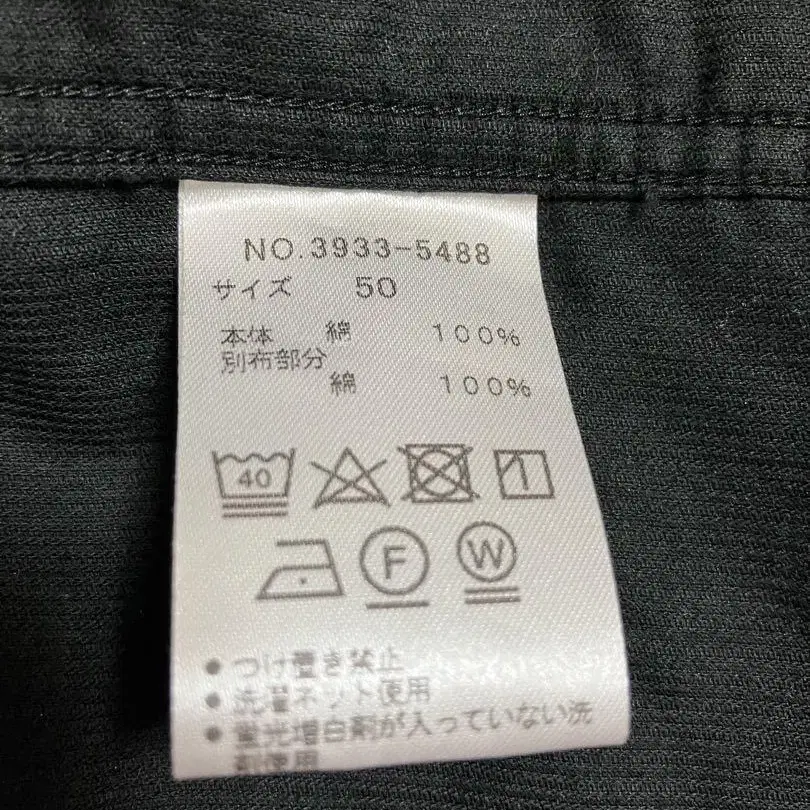 NO.3933-5488
サイズ 50
本体 綿 100%
別布部分
綿 100%
40
F W
● つけ置き禁止
● 洗濯ネット使用
● 蛍光増白剤が入っていない洗
剤使用